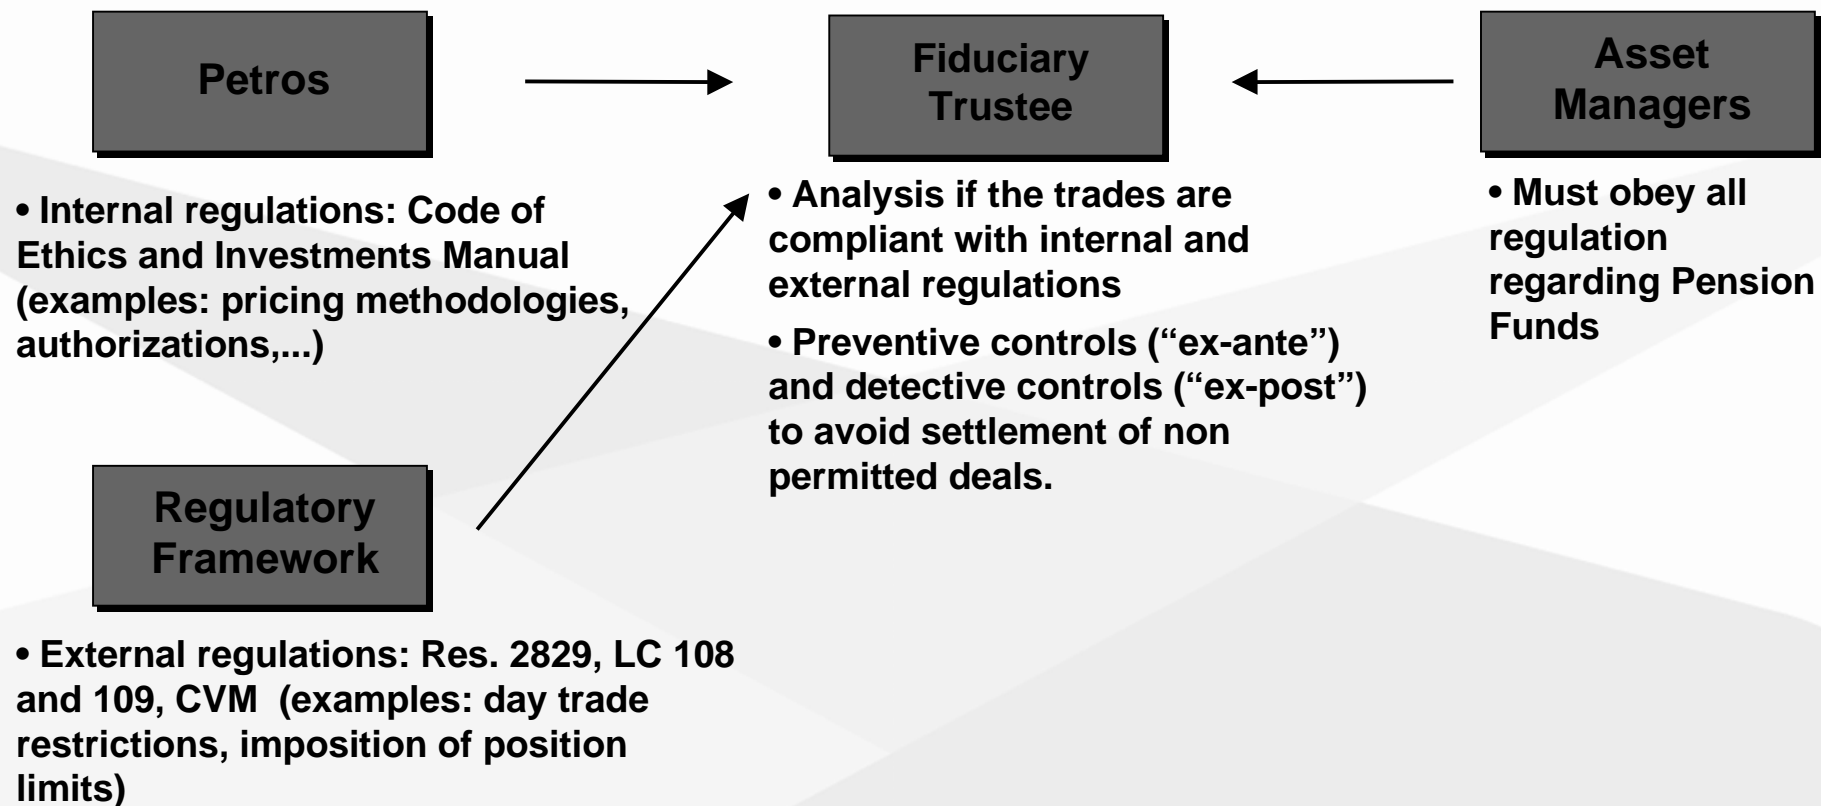 Petros
• Internal regulations: Code of
Ethics and Investments Manual
(examples: pricing methodologies,
authorizations,...)
Regulatory
Framework
• External regulations: Res. 2829, LC 108
and 109, CVM  (examples: day trade
restrictions, imposition of position
limits)
Fiduciary
Trustee
• Analysis if the trades are
compliant with internal and
external regulations
• Preventive controls (“ex-ante”)
and detective controls (“ex-post”)
to avoid settlement of non
permitted deals.
Asset
Managers
• Must obey all
regulation
regarding Pension
Funds